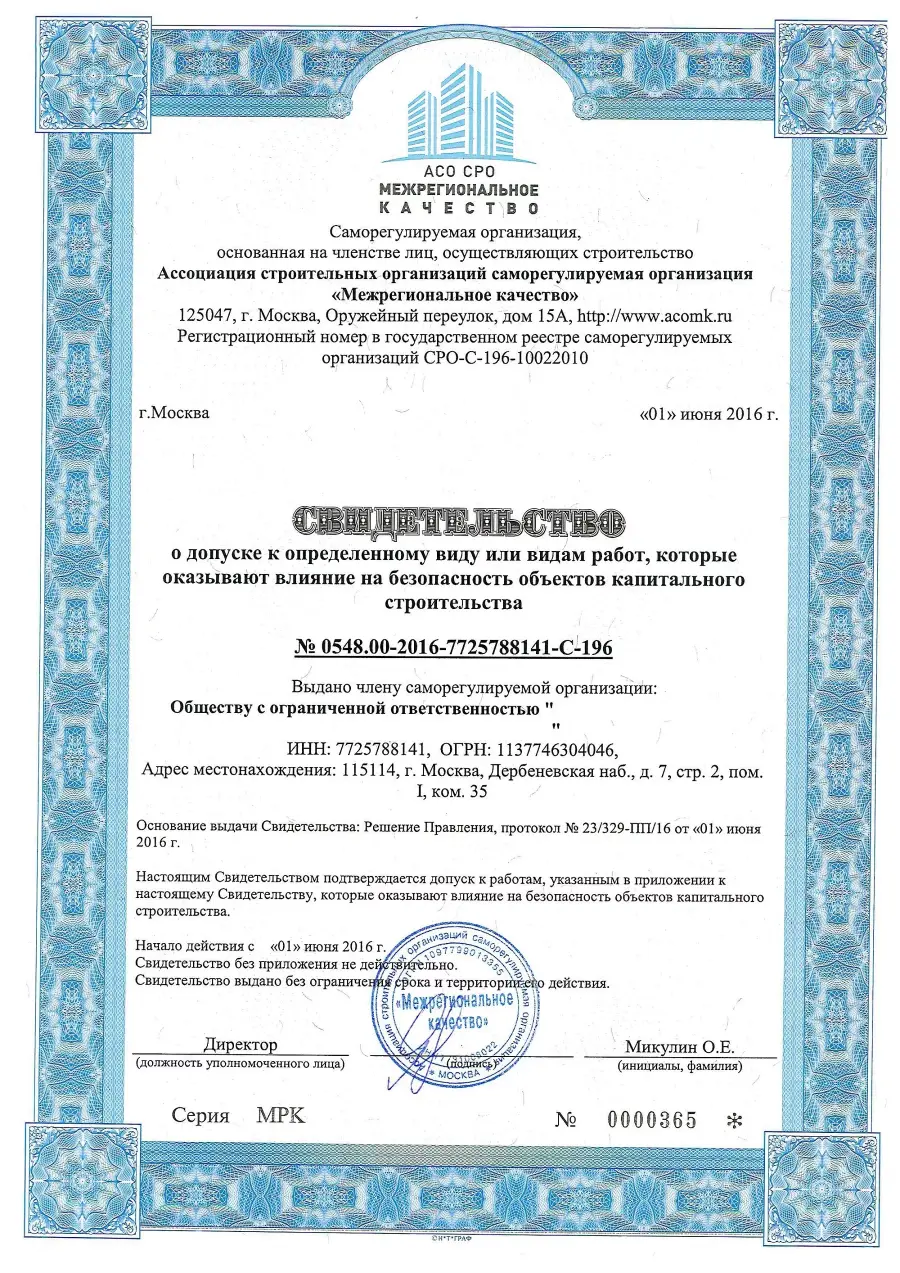 АСО СРО
МЕЖРЕГИОНАЛЬНОЕ
КАЧЕСТВО
Саморегулируемая организация,
основанная на членстве лиц, осуществляющих строительство
Ассоциация строительных организаций саморегулируемая организация
«Межрегиональное качество»
125047, г. Москва, Оружейный переулок, дом 15А, http://www.acomk.ru
Регистрационный номер в государственном реестре саморегулируемых
организаций СРО-С-196-10022010
г.Москва «01» июня 2016 г.
СВИДЕТЕЛЬСТВО
о допуске к определенному виду или видам работ, которые
оказывают влияние на безопасность объектов капитального
строительства
№ 0548.00-2016-7725788141-С-196
Выдано члену саморегулируемой организации:
Обществу с ограниченной ответственностью "
"
ИНН: 7725788141, ОГРН: 1137746304046,
Адрес местонахождения: 115114, г. Москва, Дербеневская наб., д. 7, стр. 2, пом.
I, ком. 35
Основание выдачи Свидетельства: Решение Правления, протокол № 23/329-ПП/16 от «01» июня
2016 г.
Настоящим Свидетельством подтверждается допуск к работам, указанным в приложении к
настоящему Свидетельству, которые оказывают влияние на безопасность объектов капитального
строительства.
Начало действия с «01» июня 2016 г.
Свидетельство без приложения не действительно.
Свидетельство выдано без ограничения срока и территории его действия.
«Межрегиональное
качество»
МОСКВА
Директор Микулин О.Е.
(должность уполномоченного лица) (подпись) (инициалы, фамилия)
Серия МРК № 0000365 *
©Н*Т*ГРАФ